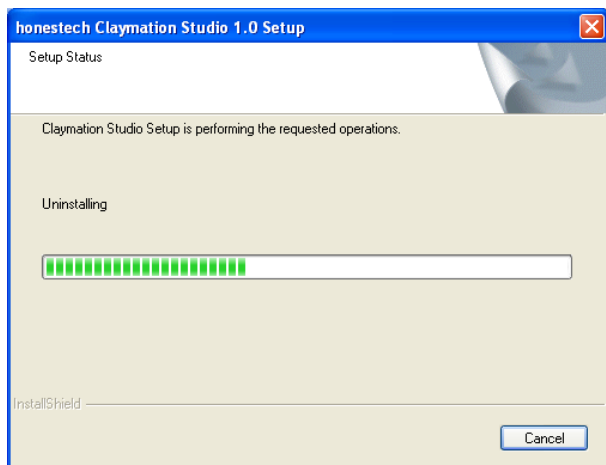 honestech Claymation Studio 1.0 Setup
Setup Status
Claymation Studio Setup is performing the requested operations.
Uninstalling
InstallShield
Cancel